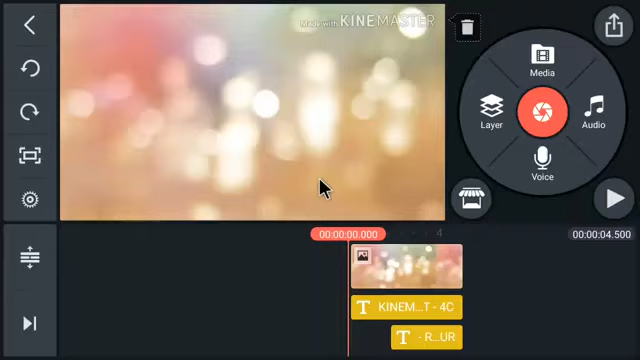 Made with KINEMASTER
Media
Layer
Audio
Voice
00:00:00.000
4
00:00:04.500
T KINEM...T - 4C
T - R...UR